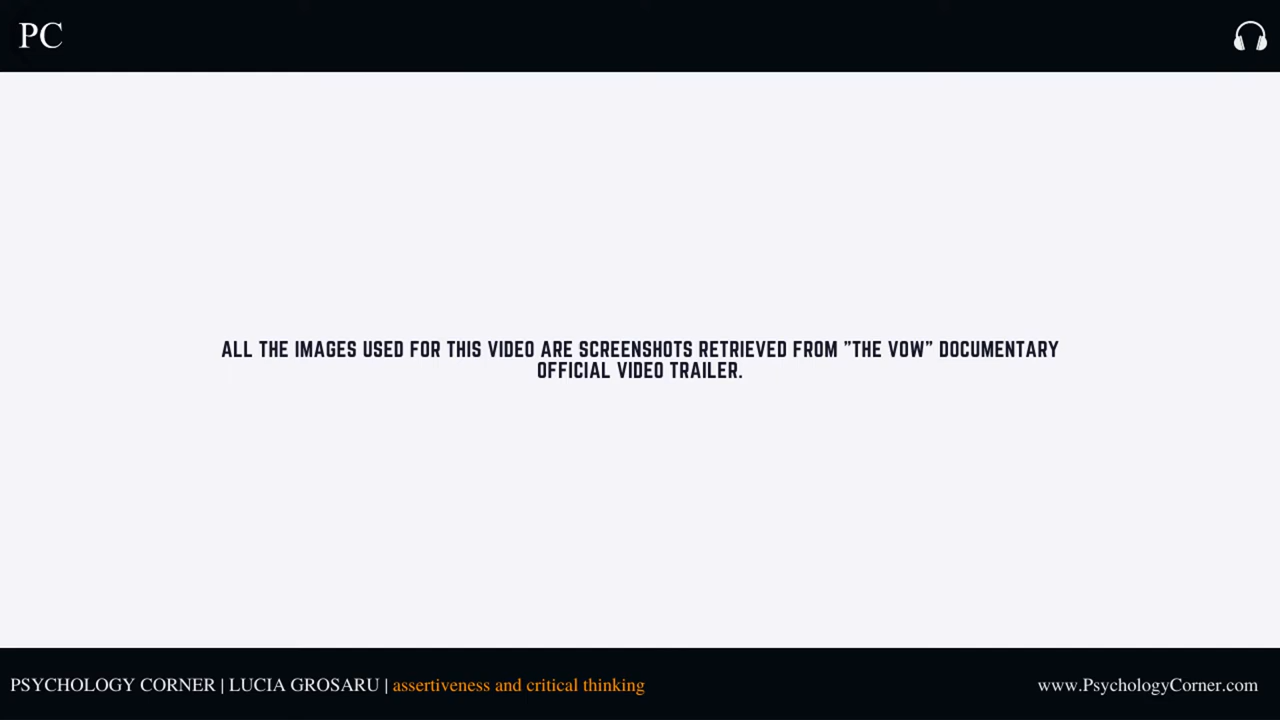 PC
ALL THE IMAGES USED FOR THIS VIDEO ARE SCREENSHOTS RETRIEVED FROM ”THE VOW” DOCUMENTARY
OFFICIAL VIDEO TRAILER.
PSYCHOLOGY CORNER | LUCIA GROSARU | assertiveness and critical thinking
www.PsychologyCorner.com